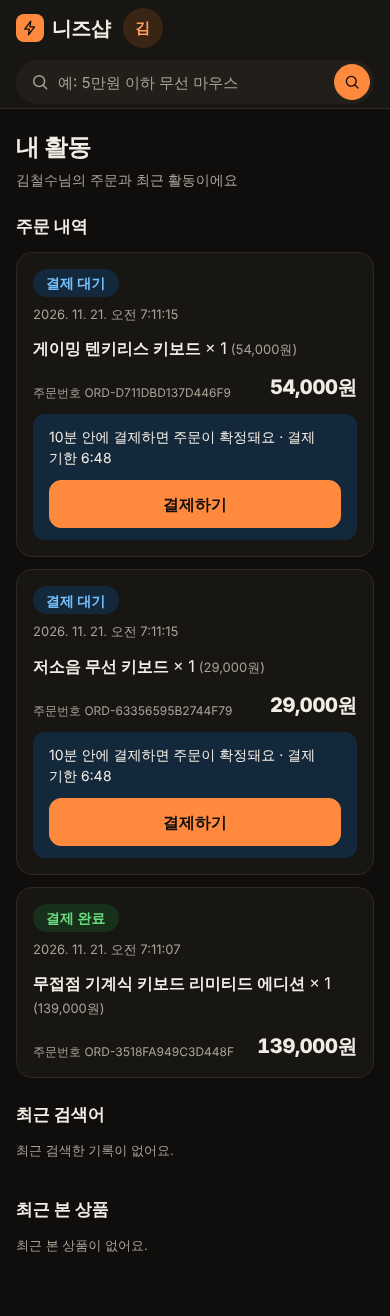 니즈샵
김
예: 5만원 이하 무선 마우스
내 활동
김철수님의 주문과 최근 활동이에요
주문 내역
결제 대기
2026. 11. 21. 오전 7:11:15
게이밍 텐키리스 키보드 × 1 (54,000원)
주문번호 ORD-D711DBD137D446F9 54,000원
10분 안에 결제하면 주문이 확정돼요 · 결제
기한 6:48
결제하기
결제 대기
2026. 11. 21. 오전 7:11:15
저소음 무선 키보드 × 1 (29,000원)
주문번호 ORD-63356595B2744F79 29,000원
10분 안에 결제하면 주문이 확정돼요 · 결제
기한 6:48
결제하기
결제 완료
2026. 11. 21. 오전 7:11:07
무접점 기계식 키보드 리미티드 에디션 × 1
(139,000원)
주문번호 ORD-3518FA949C3D448F 139,000원
최근 검색어
최근 검색한 기록이 없어요.
최근 본 상품
최근 본 상품이 없어요.